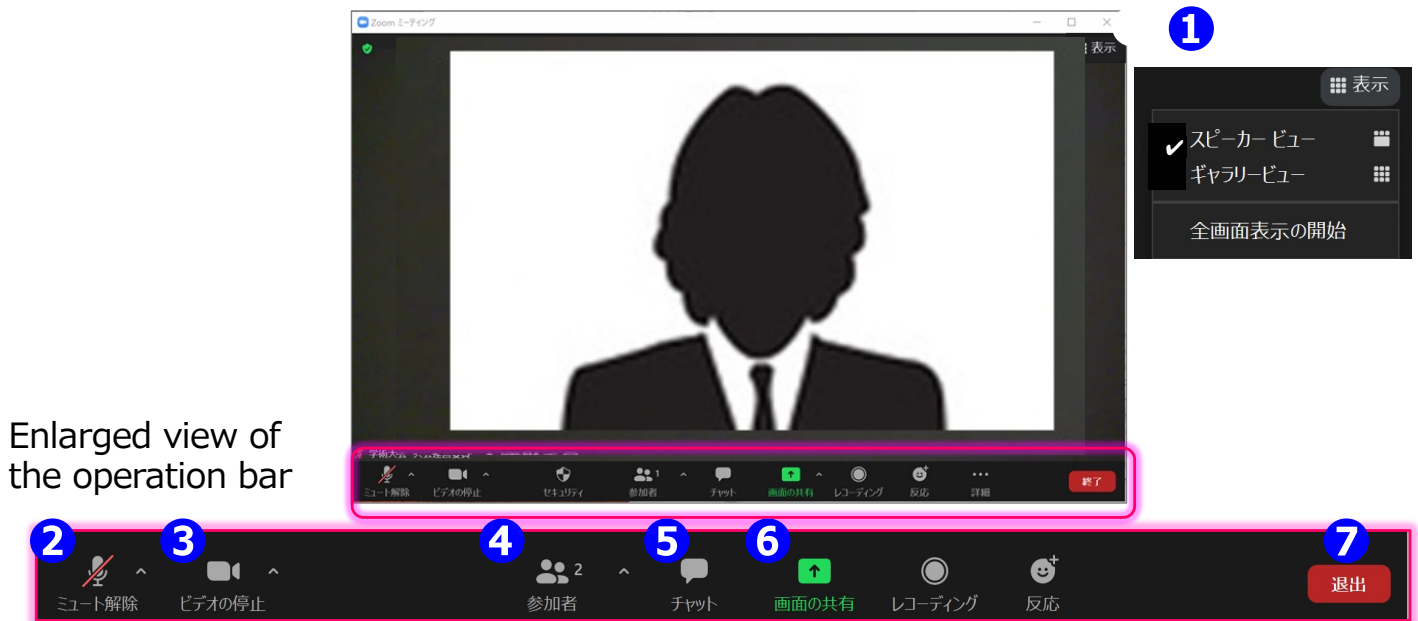 Zoom ミーティング
1
表示
表示
スピーカー ビュー
ギャラリービュー
全画面表示の開始
Enlarged view of
the operation bar
学術大会
1
ミュート解除 ビデオの停止 セキュリティ 参加者 チャット 画面の共有 レコーディング 反応 詳細 終了
2 3 4 5 6 7
2
ミュート解除 ビデオの停止 参加者 チャット 画面の共有 レコーディング 反応 退出